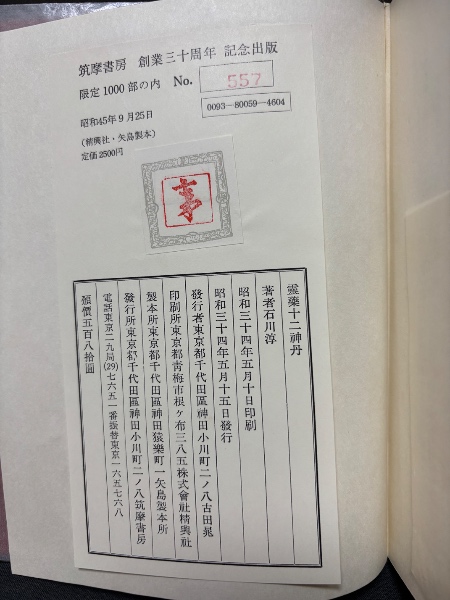 筑摩書房 創業三十周年 記念出版
限定1000部の内 No. 557
0093—80059—4604
昭和45年9月25日
(精興社・矢島製本)
定価2500円
靈藥十二神丹
著者石川淳
昭和三十四年五月十日印刷
昭和三十四年五月十五日發行
發行者東京都千代田區神田小川町二ノ八古田晁
印刷所東京都靑梅市根ヶ布三八五株式會社精興社
製本所東京都千代田區神田猿樂町一矢島製本所
發行所東京都千代田區神田小川町二ノ八筑摩書房
電話東京二九局(29)七六五一番振替東京一六五七六八
頒價五百八拾圓